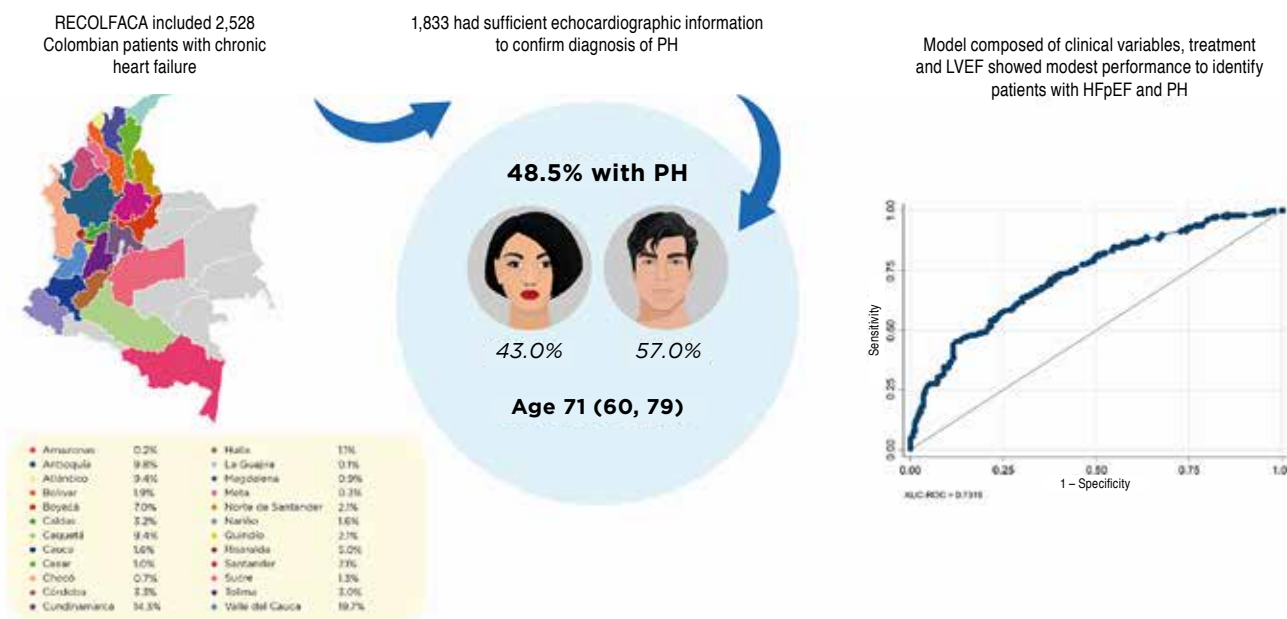 RECOLFACA included 2,528
Colombian patients with chronic
heart failure
1,833 had sufficient echocardiographic information
to confirm diagnosis of PH
Model composed of clinical variables, treatment
and LVEF showed modest performance to identify
patients with HFpEF and PH
48.5% with PH
43.0% 57.0%
Age 71 (60, 79)
Amazonas 0.2%
Antioquia 9.8%
Atlántico 9.4%
Bolívar 1.9%
Boyacá 7.0%
Caldas 3.2%
Caquetá 9.4%
Cauca 1.6%
Cesar 1.0%
Chocó 0.7%
Córdoba 3.3%
Cundinamarca 14.3%
Huila 1.1%
La Guajira 0.1%
Magdalena 0.9%
Meta 0.3%
Norte de Santander 2.1%
Nariño 1.6%
Quindío 2.1%
Risaralda 5.0%
Santander 7.1%
Sucre 1.3%
Tolima 3.0%
Valle del Cauca 19.7%
Sensitivity
1.00
0.75
0.50
0.25
0.00
0.00 0.25 0.50 0.75 1.0
1 – Specificity
AUC-ROC =